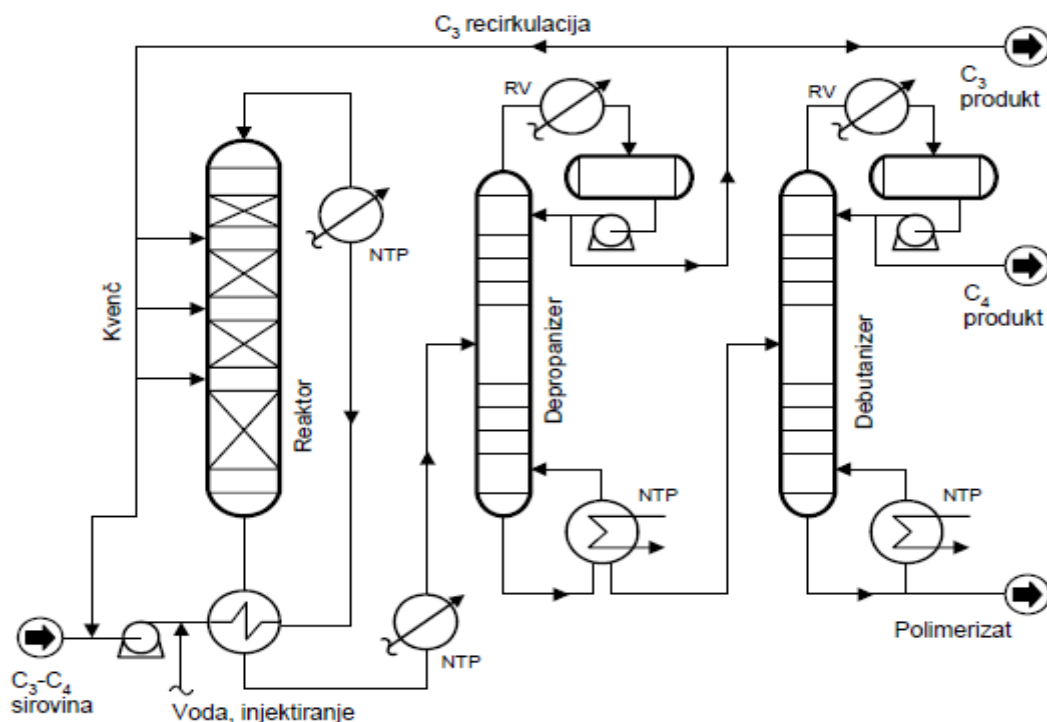 C₃ recirkulacija
C₃
produkt
RV
RV
NTP
Kvenč
Reaktor
Depropanizer
Debutanizer
C₄
produkt
NTP
NTP
NTP
Polimerizat
C₃-C₄
sirovina
Voda, injektiranje